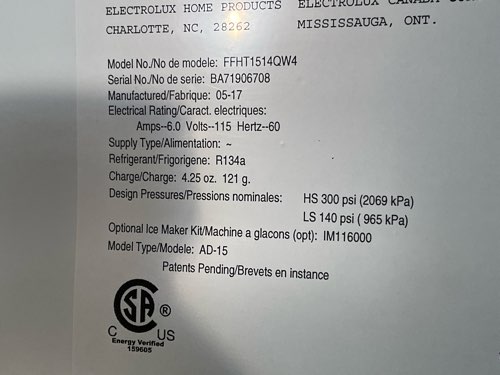 ELECTROLUX HOME PRODUCTS ELECTROLUX CANADA
CHARLOTTE, NC, 28262 MISSISSAUGA, ONT.
Model No./No de modele: FFHT1514QW4
Serial No./No de serie: BA71906708
Manufactured/Fabrique: 05-17
Electrical Rating/Caract. electriques:
Amps--6.0 Volts--115 Hertz--60
Supply Type/Alimentation: ~
Refrigerant/Frigorigene: R134a
Charge/Charge: 4.25 oz. 121 g.
Design Pressures/Pressions nominales: HS 300 psi (2069 kPa)
LS 140 psi ( 965 kPa)
Optional Ice Maker Kit/Machine a glacons (opt): IM116000
Model Type/Modele: AD-15
Patents Pending/Brevets en instance
SA ®
C US
Energy Verified
159605